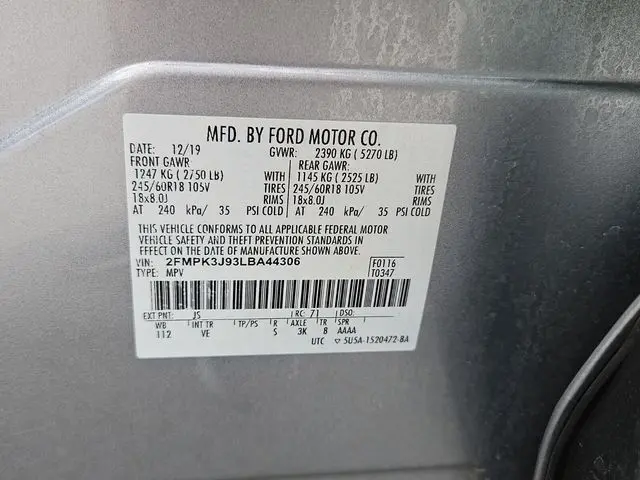 MFD. BY FORD MOTOR CO.
DATE: 12/19 GVWR: 2390 KG ( 5270 LB)
FRONT GAWR: REAR GAWR:
1247 KG ( 2750 LB) WITH 1145 KG ( 2525 LB) WITH
245/60R18 105V TIRES 245/60R18 105V TIRES
18x8.0J RIMS 18x8.0J RIMS
AT 240 kPa/ 35 PSI COLD AT 240 kPa/ 35 PSI COLD
THIS VEHICLE CONFORMS TO ALL APPLICABLE FEDERAL MOTOR
VEHICLE SAFETY AND THEFT PREVENTION STANDARDS IN
EFFECT ON THE DATE OF MANUFACTURE SHOWN ABOVE.
VIN: 2FMPK3J93LBA44306 F0116
TYPE: MPV T0347
EXT PNT: JS RC: 71 DSO:
WB INT TR TP/PS R AXLE TR SPR
112 VE S 3K 8 AAAA
UTC ▽ 5U5A-1520472-BA